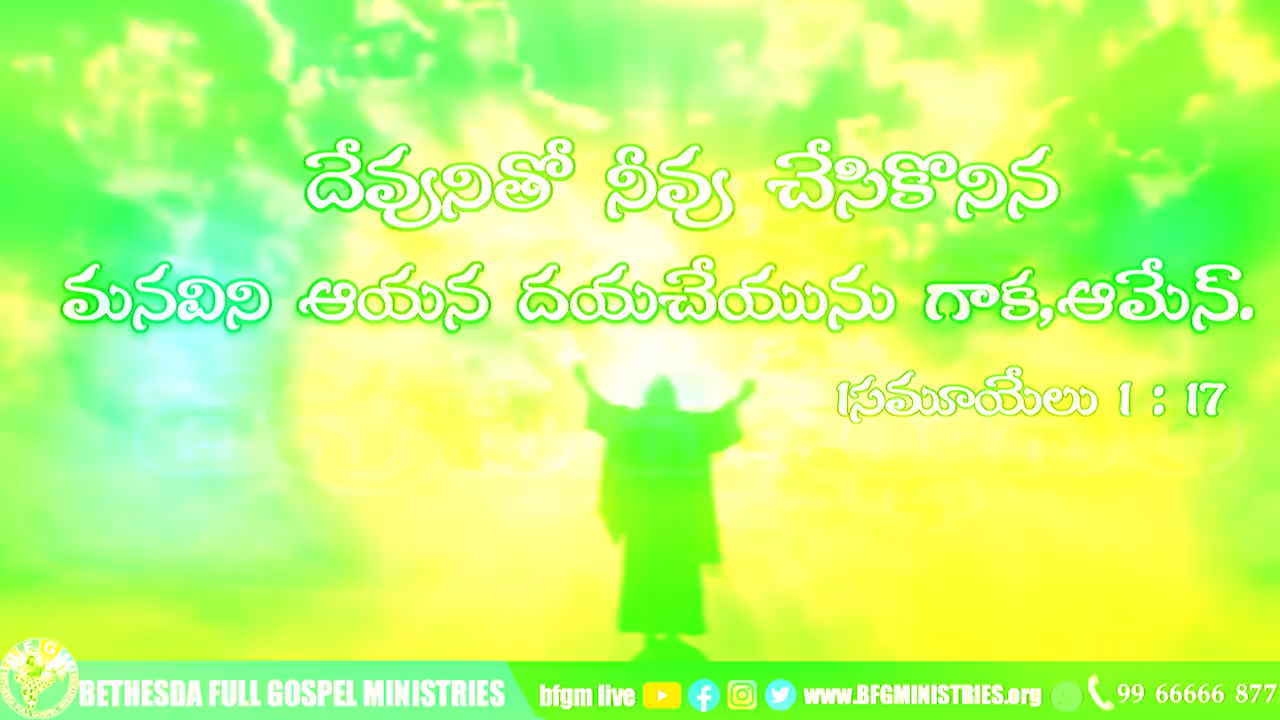 దేవునితో నీవు చేసికొనిన
మనవిని ఆయన దయచేయును గాక,ఆమేన్.
1సమూయేలు 1 : 17
BETHESDA FULL GOSPEL MINISTRIES bfgm live www.BFGMINISTRIES.org 99 66666 877